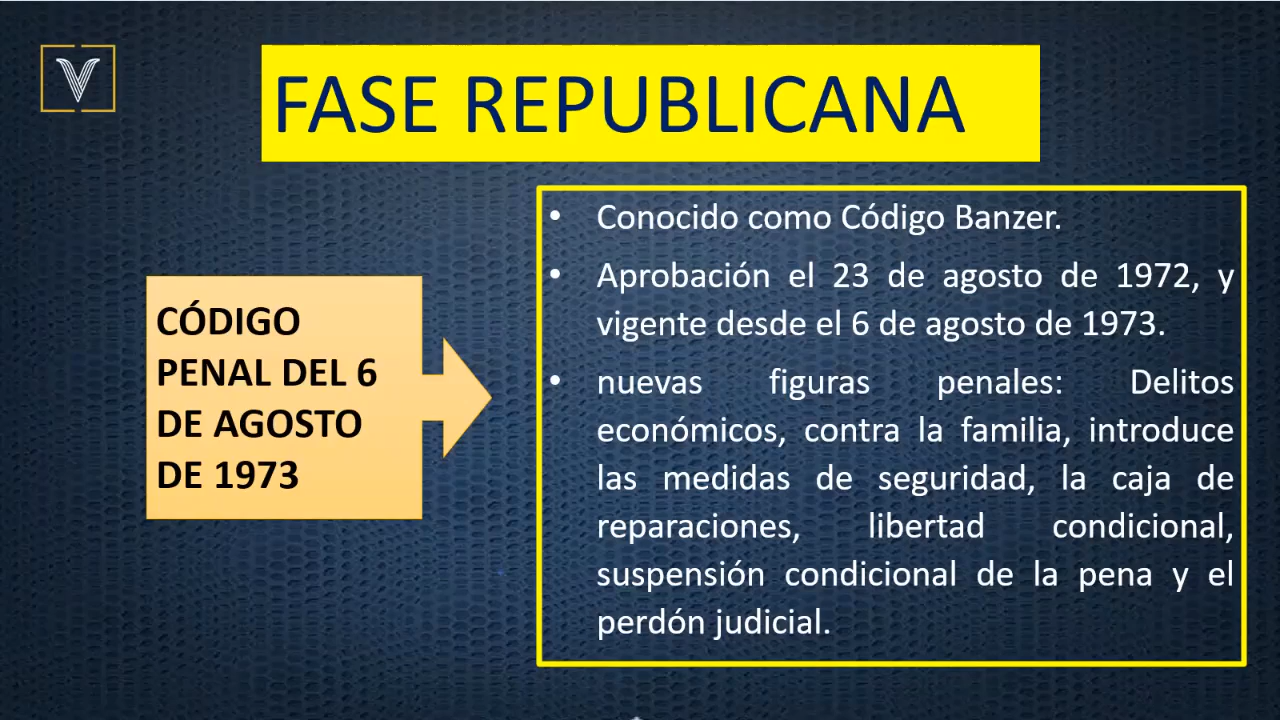 V
FASE REPUBLICANA
CÓDIGO
PENAL DEL 6
DE AGOSTO
DE 1973
• Conocido como Código Banzer.
• Aprobación el 23 de agosto de 1972, y
vigente desde el 6 de agosto de 1973.
• nuevas figuras penales: Delitos
económicos, contra la familia, introduce
las medidas de seguridad, la caja de
reparaciones, libertad condicional,
suspensión condicional de la pena y el
perdón judicial.